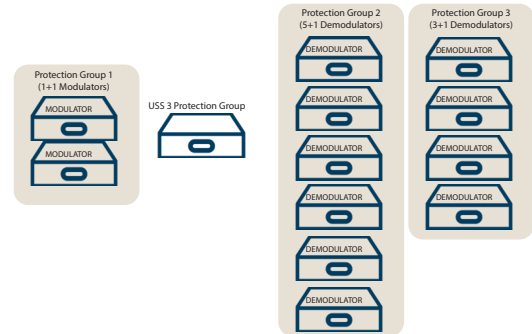 Protection Group 1
(1+1 Modulators)
MODULATOR
MODULATOR
USS 3 Protection Group
Protection Group 2
(5+1 Demodulators)
DEMODULATOR
DEMODULATOR
DEMODULATOR
DEMODULATOR
DEMODULATOR
DEMODULATOR
Protection Group 3
(3+1 Demodulators)
DEMODULATOR
DEMODULATOR
DEMODULATOR
DEMODULATOR